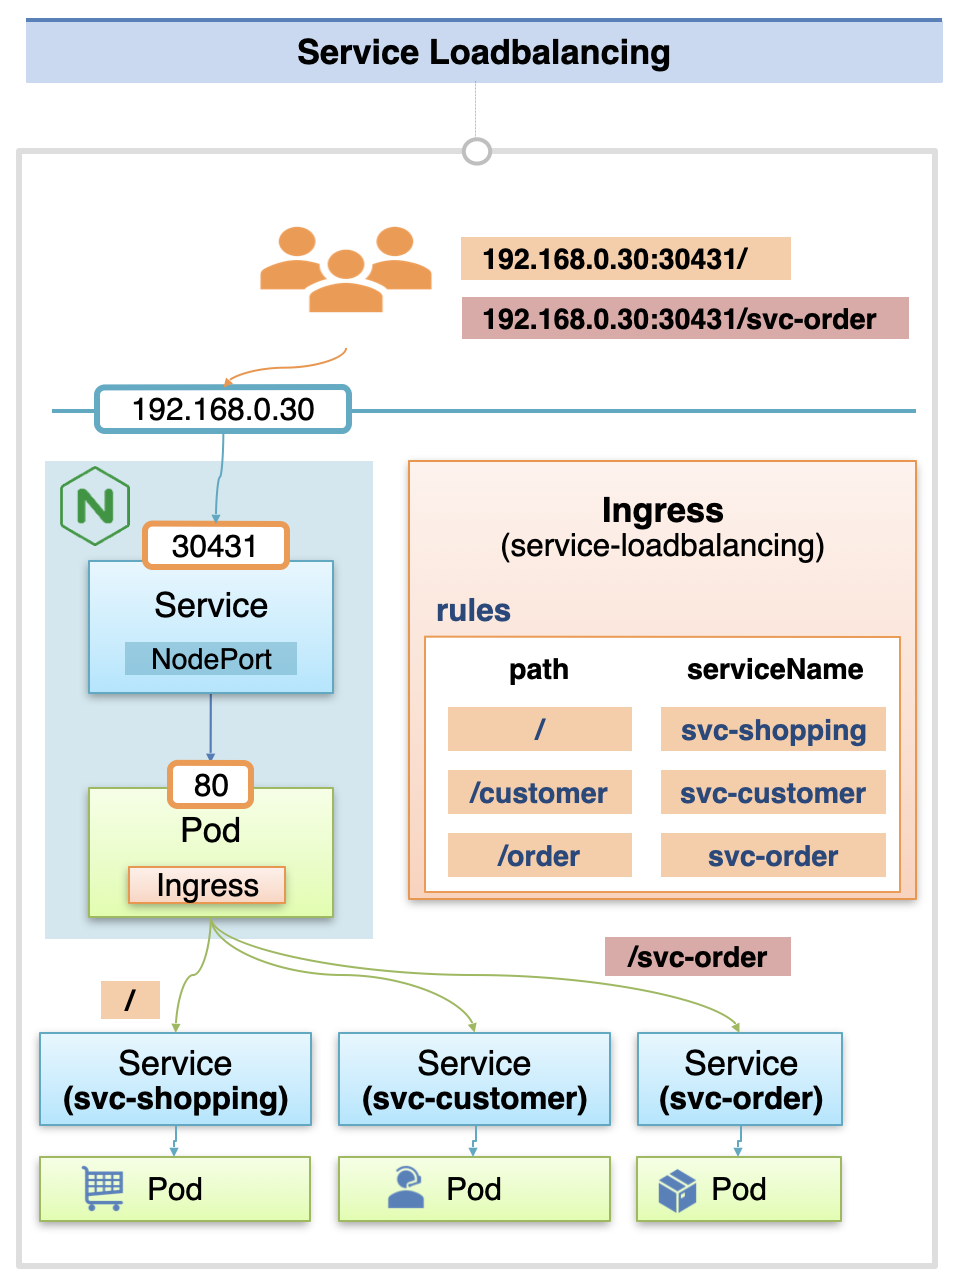 Service Loadbalancing
192.168.0.30:30431/
192.168.0.30:30431/svc-order
192.168.0.30
N
30431
Service
NodePort
80
Pod
Ingress
Ingress
(service-loadbalancing)
rules
path serviceName
/ svc-shopping
/customer svc-customer
/order svc-order
/
/svc-order
Service
(svc-shopping)
Service
(svc-customer)
Service
(svc-order)
Pod
Pod
Pod